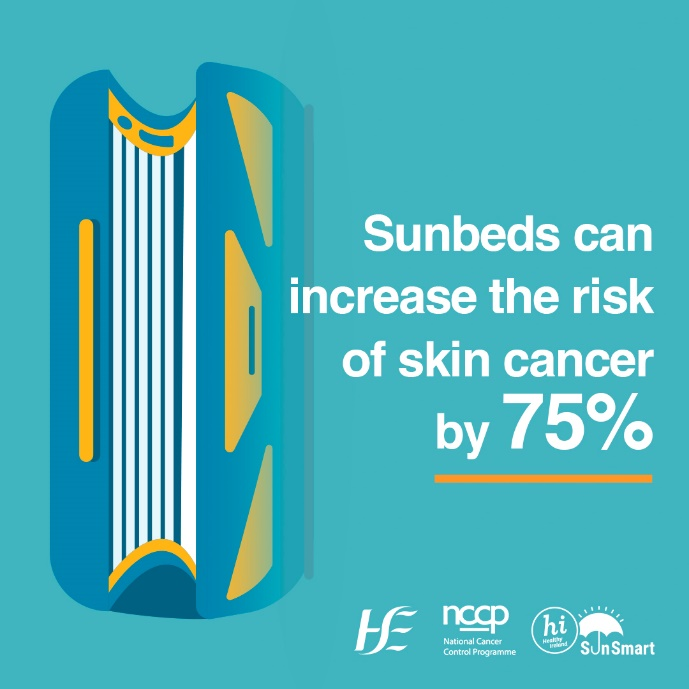 Sunbeds can
increase the risk
of skin cancer
by 75%
HSE
nccp
National Cancer
Control Programme
hi
Healthy
Ireland
SunSmart